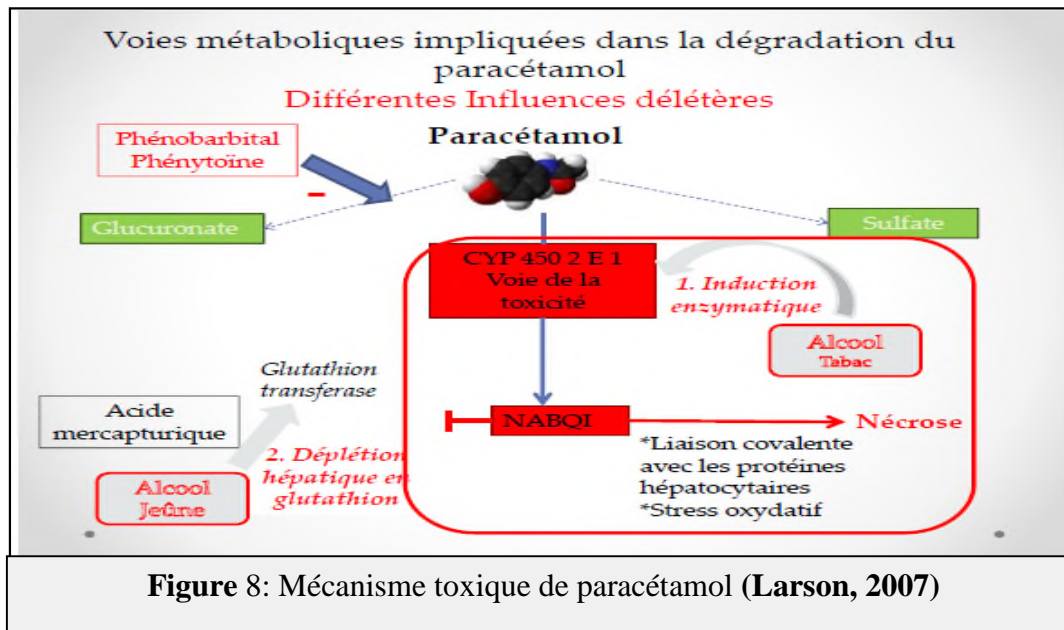 Voies métaboliques impliquées dans la dégradation du
paracétamol
Différentes Influences délétères
Phénobarbital
Phénytoïne
Paracétamol
-
Glucuronate
Sulfate
CYP 450 2 E 1
Voie de la
toxicité
1. Induction
enzymatique
Alcool
Tabac
Glutathion
transferase
Acide
mercapturique
NABQI
Nécrose
2. Déplétion
hépatique en
glutathion
Alcool
Jeûne
*Liaison covalente
avec les protéines
hépatocytaires
*Stress oxydatif
Figure 8: Mécanisme toxique de paracétamol (Larson, 2007)